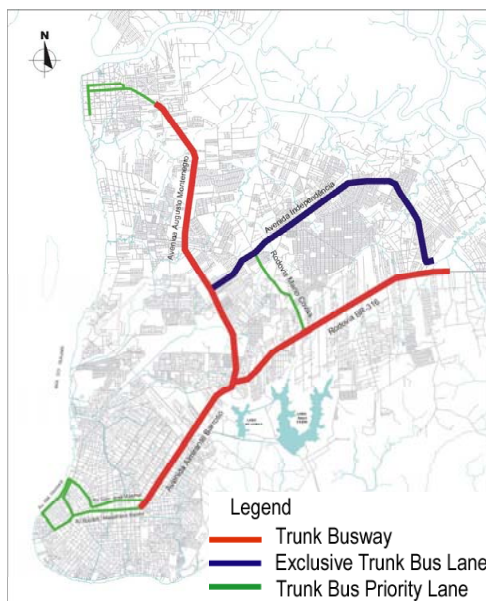 N
Avenida Augusto Montenegro
Avenida Independência
Rodovia Mario Covas
Rodovia BR-316
Avenida Almirante Barroso
Legend
Trunk Busway
Exclusive Trunk Bus Lane
Trunk Bus Priority Lane